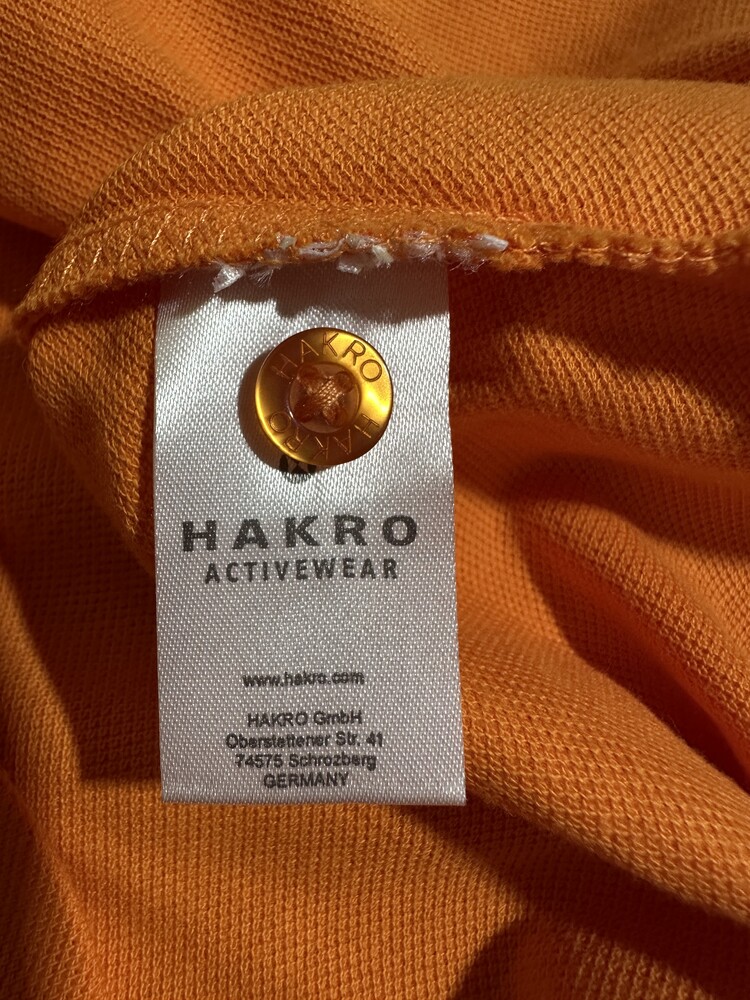 HAKRO
HAKRO
HAKRO
ACTIVEWEAR
www.hakro.com
HAKRO GmbH
Oberstettener Str. 41
74575 Schrozberg
GERMANY